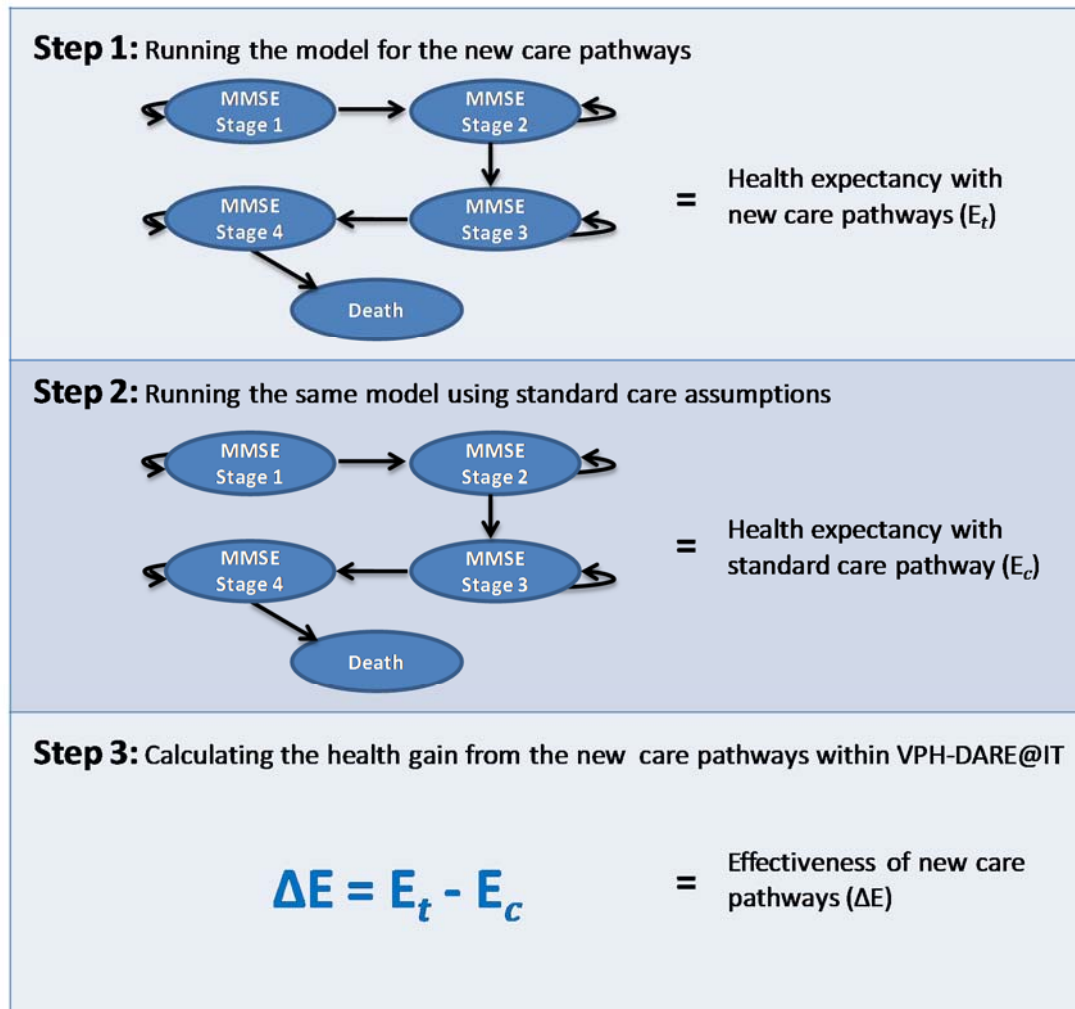 Step 1: Running the model for the new care pathways
MMSE
Stage 1
MMSE
Stage 2
MMSE
Stage 4
MMSE
Stage 3
Death
=
Health expectancy with
new care pathways (Et)
Step 2: Running the same model using standard care assumptions
MMSE
Stage 1
MMSE
Stage 2
MMSE
Stage 4
MMSE
Stage 3
Death
=
Health expectancy with
standard care pathway (Ec)
Step 3: Calculating the health gain from the new care pathways within VPH-DARE@IT
ΔE = Et - Ec
=
Effectiveness of new care
pathways (ΔE)